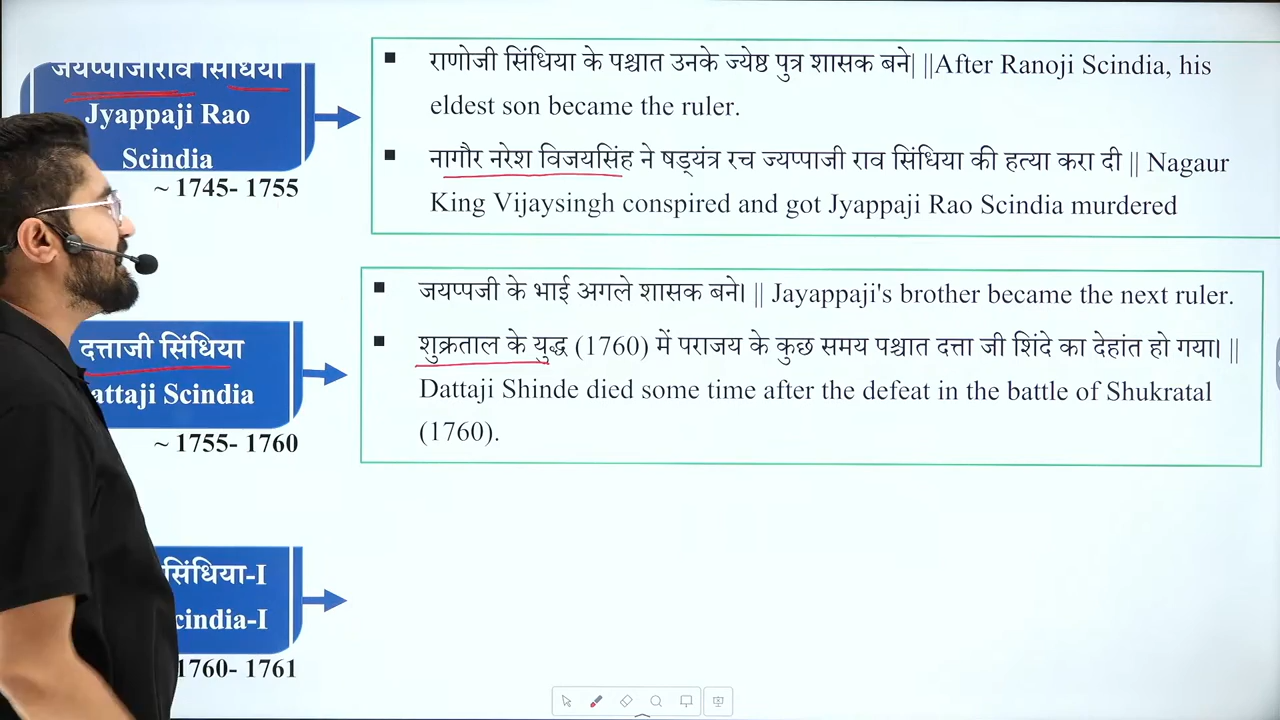 जयप्पाजीराव सिंधिया
Jyappaji Rao
Scindia
~ 1745- 1755
▪ राणोजी सिंधिया के पश्चात उनके ज्येष्ठ पुत्र शासक बने| ||After Ranoji Scindia, his
eldest son became the ruler.
▪ नागौर नरेश विजयसिंह ने षड्यंत्र रच ज्यप्पाजी राव सिंधिया की हत्या करा दी || Nagaur
King Vijaysingh conspired and got Jyappaji Rao Scindia murdered
दत्ताजी सिंधिया
attaji Scindia
~ 1755- 1760
▪ जयप्पजी के भाई अगले शासक बने। || Jayappaji's brother became the next ruler.
▪ शुक्रताल के युद्ध (1760) में पराजय के कुछ समय पश्चात दत्ता जी शिंदे का देहांत हो गया। ||
Dattaji Shinde died some time after the defeat in the battle of Shukratal
(1760).
सिंधिया-I
cindia-I
1760- 1761